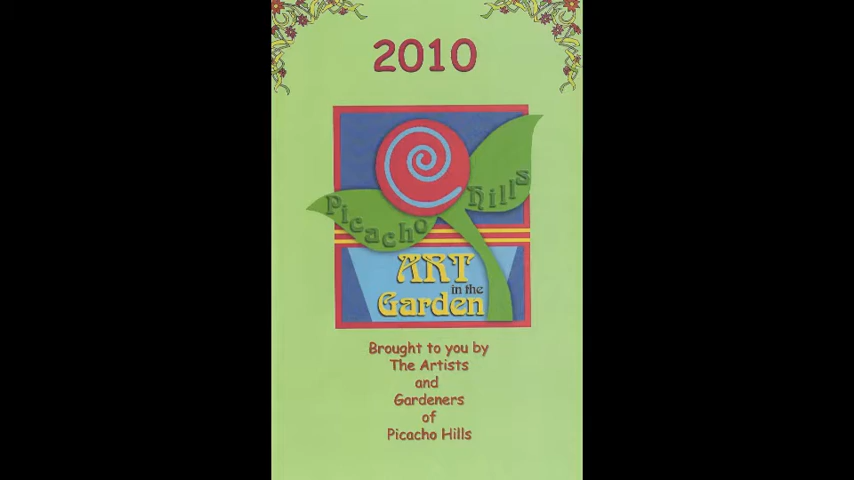 2010
Picacho Hills
ART
in the
Garden
Brought to you by
The Artists
and
Gardeners
of
Picacho Hills